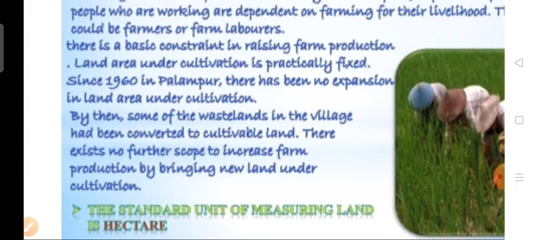 people who are working are dependent on farming for their livelihood.
could be farmers or farm labourers.
there is a basic constraint in raising farm production
. Land area under cultivation is practically fixed.
Since 1960 in Palampur, there has been no expansion
in land area under cultivation.
By then, some of the wastelands in the village
had been converted to cultivable land. There
exists no further scope to increase farm
production by bringing new land under
cultivation.
➢ THE STANDARD UNIT OF MEASURING LAND
IS HECTARE